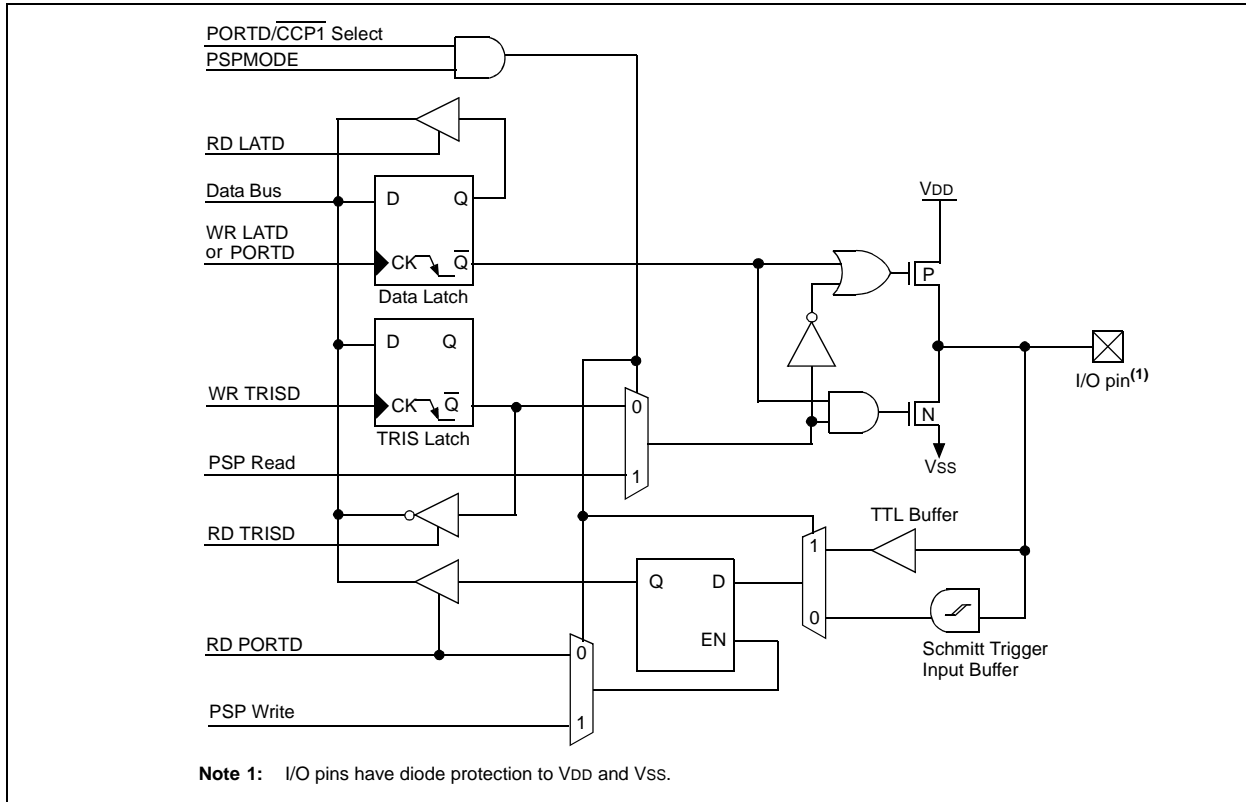 PORTD/CCP1 Select
PSPMODE
RD LATD
Data Bus
D Q
WR LATD
or PORTD
CK Q
Data Latch
VDD
P
D Q
WR TRISD
CK Q
TRIS Latch
0
I/O pin(1)
N
VSS
PSP Read
1
RD TRISD
TTL Buffer
1
Q D
0
EN
RD PORTD
0
Schmitt Trigger
Input Buffer
PSP Write
1
Note 1: I/O pins have diode protection to VDD and VSS.